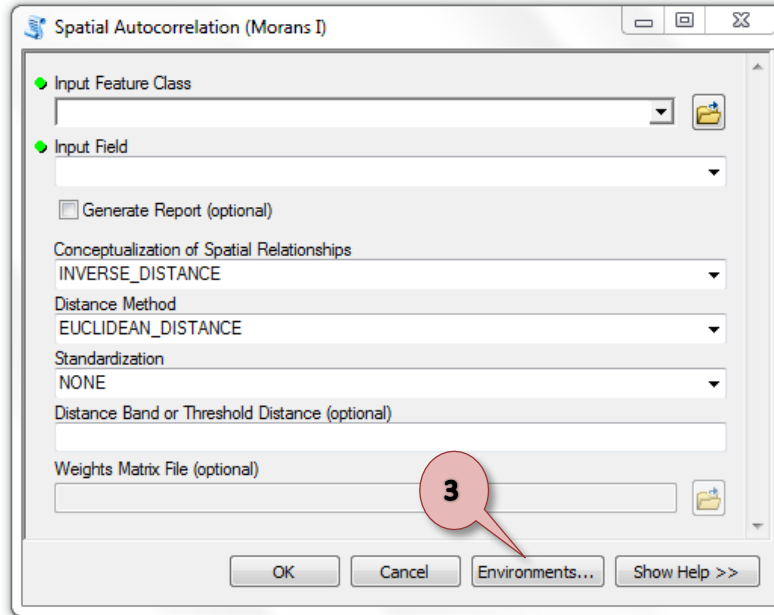 Spatial Autocorrelation (Morans I)
Input Feature Class
Input Field
Generate Report (optional)
Conceptualization of Spatial Relationships
INVERSE_DISTANCE
Distance Method
EUCLIDEAN_DISTANCE
Standardization
NONE
Distance Band or Threshold Distance (optional)
Weights Matrix File (optional)
3
OK Cancel Environments... Show Help >>